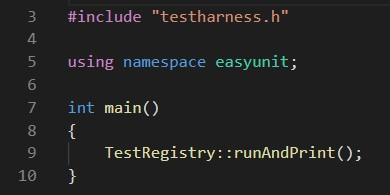 3 #include "testharness.h"
4
5 using namespace easyunit;
6
7 int main()
8 {
9     TestRegistry::runAndPrint();
10 }